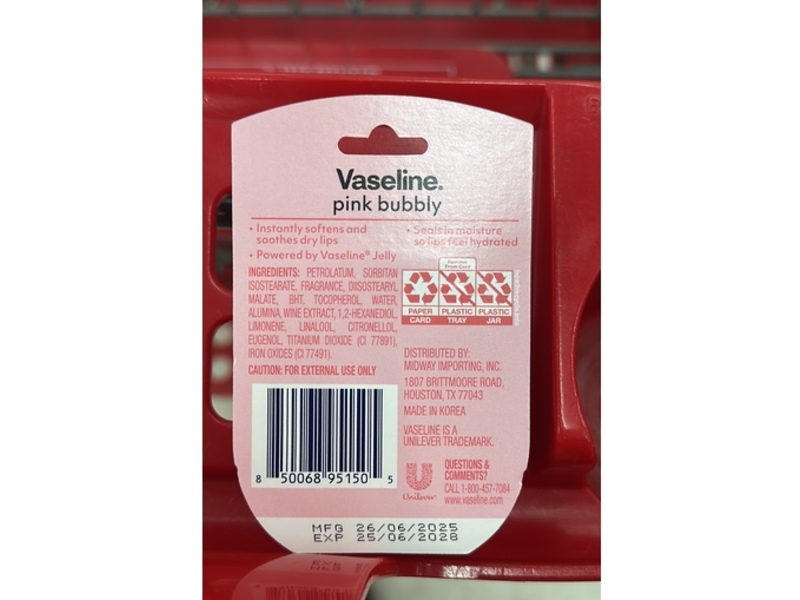 Vaseline.
pink bubbly
• Instantly softens and
soothes dry lips
• Powered by Vaseline® Jelly
• Seals in moisture
so lips feel hydrated
INGREDIENTS: PETROLATUM, SORBITAN
ISOSTEARATE, FRAGRANCE, DIISOSTEARYL
MALATE, BHT, TOCOPHEROL, WATER,
ALUMINA, WINE EXTRACT, 1,2-HEXANEDIOL,
LIMONENE, LINALOOL, CITRONELLOL,
EUGENOL, TITANIUM DIOXIDE (CI 77891),
IRON OXIDES (CI 77491).
CAUTION: FOR EXTERNAL USE ONLY
From Card
PAPER PLASTIC PLASTIC
CARD TRAY JAR
DISTRIBUTED BY:
MIDWAY IMPORTING, INC.
1807 BRITTMOORE ROAD,
HOUSTON, TX 77043
MADE IN KOREA
VASELINE IS A
UNILEVER TRADEMARK.
Unilever
QUESTIONS &
COMMENTS?
CALL 1-800-457-7084
www.vaseline.com
8 50068 95150 5
MFG 26/06/2025
EXP 25/06/2028